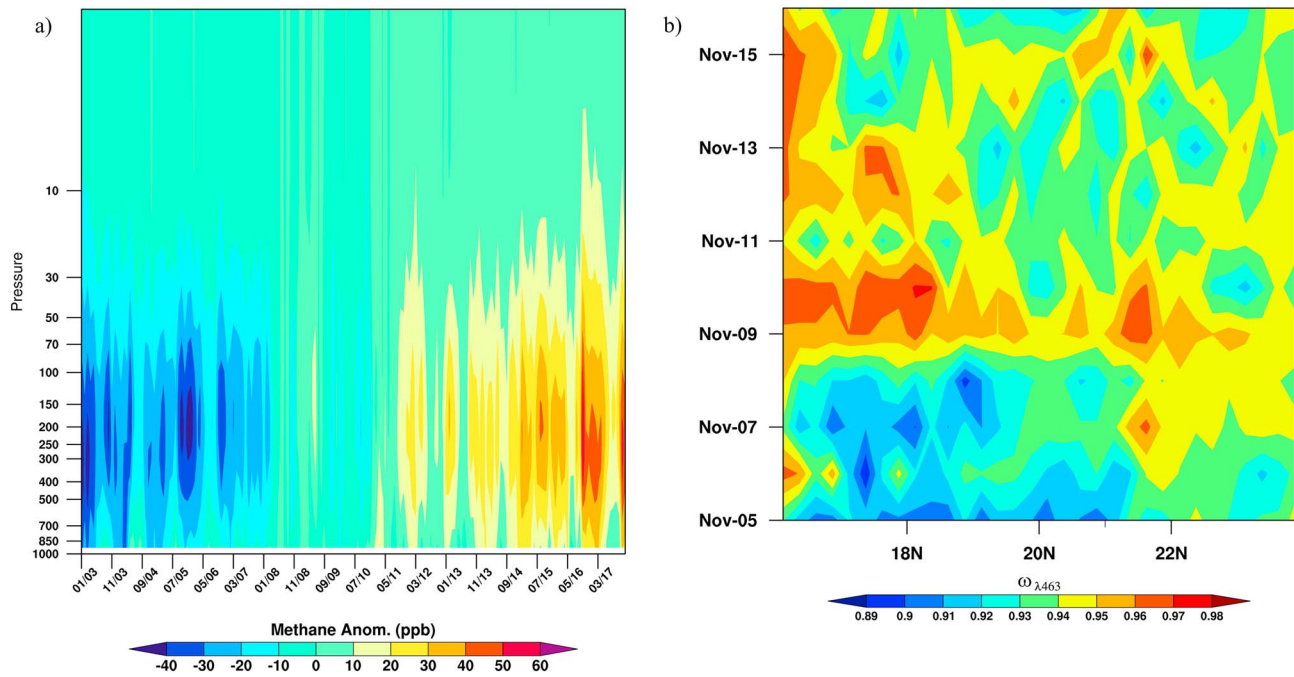 a)
Pressure
10
30
50
70
100
150
200
300
400
500
700
850
1000
01/03 11/03 09/04 07/05 05/06 03/07 01/08 11/08 09/09 07/10 05/11 03/12 01/13 11/13 09/14 07/15 05/16 03/17
Methane Anom. (ppb)
-40 -30 -20 -10 0 10 20 30 40 50 60
b)
Nov-15
Nov-13
Nov-11
Nov-09
Nov-07
Nov-05
18N 20N 22N
ω λ463
0.89 0.9 0.91 0.92 0.93 0.94 0.95 0.96 0.97 0.98